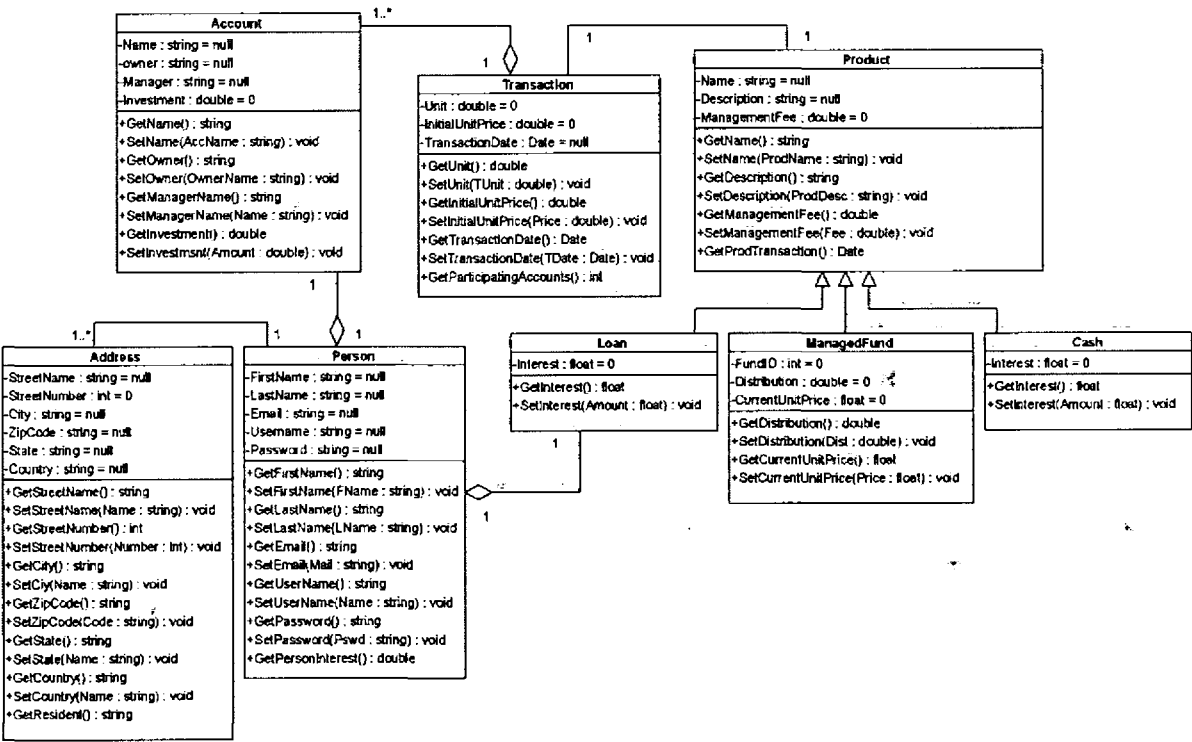 Account
-Name : string = null
-owner : string = null
-Manager : string = null
-Investment : double = 0
+GetName() : string
+SetName(AccName : string) : void
+GetOwner() : string
+SetOwner(OwnerName : string) : void
+GetManagerName() : string
+SetManagerName(Name : string) : void
+GetInvestment() : double
+SetInvestment(Amount : double) : void
1..*
1
Transaction
-Unit : double = 0
-InitialUnitPrice : double = 0
-TransactionDate : Date = null
+GetUnit() : double
+SetUnit(TUnit : double) : void
+GetInitialUnitPrice() : double
+SetInitialUnitPrice(Price : double) : void
+GetTransactionDate() : Date
+SetTransactionDate(TDate : Date) : void
+GetParticipatingAccounts() : int
1
1
Product
-Name : string = null
-Description : string = null
-ManagementFee : double = 0
+GetName() : string
+SetName(ProdName : string) : void
+GetDescription() : string
+SetDescription(ProdDesc : string) : void
+GetManagementFee() : double
+SetManagementFee(Fee : double) : void
+GetProdTransaction() : Date
1
1
1..*
1
Address
-StreetName : string = null
-StreetNumber : int = 0
-City : string = null
-ZipCode : string = null
-State : string = null
-Country : string = null
+GetStreetName() : string
+SetStreetName(Name : string) : void
+GetStreetNumber() : int
+SetStreetNumber(Number : int) : void
+GetCity() : string
+SetCiy(Name : string) : void
+GetZipCode() : string
+SetZipCode(Code : string) : void
+GetState() : string
+SetState(Name : string) : void
+GetCountry() : string
+SetCountry(Name : string) : void
+GetResident() : string
Person
-FirstName : string = null
-LastName : string = null
-Email : string = null
-Username : string = null
-Password : string = null
+GetFirstName() : string
+SetFirstName(FName : string) : void
+GetLastName() : string
+SetLastName(LName : string) : void
+GetEmail() : string
+SetEmail(Mail : string) : void
+GetUserName() : string
+SetUserName(Name : string) : void
+GetPassword() : string
+SetPassword(Pswd : string) : void
+GetPersonInterest() : double
1
1
Loan
-Interest : float = 0
+GetInterest() : float
+SetInterest(Amount : float) : void
ManagedFund
-FundID : int = 0
-Distribution : double = 0
-CurrentUnitPrice : float = 0
+GetDistribution() : double
+SetDistribution(Dist : double) : void
+GetCurrentUnitPrice() : float
+SetCurrentUnitPrice(Price : float) : void
Cash
-Interest : float = 0
+GetInterest() : float
+SetInterest(Amount : float) : void